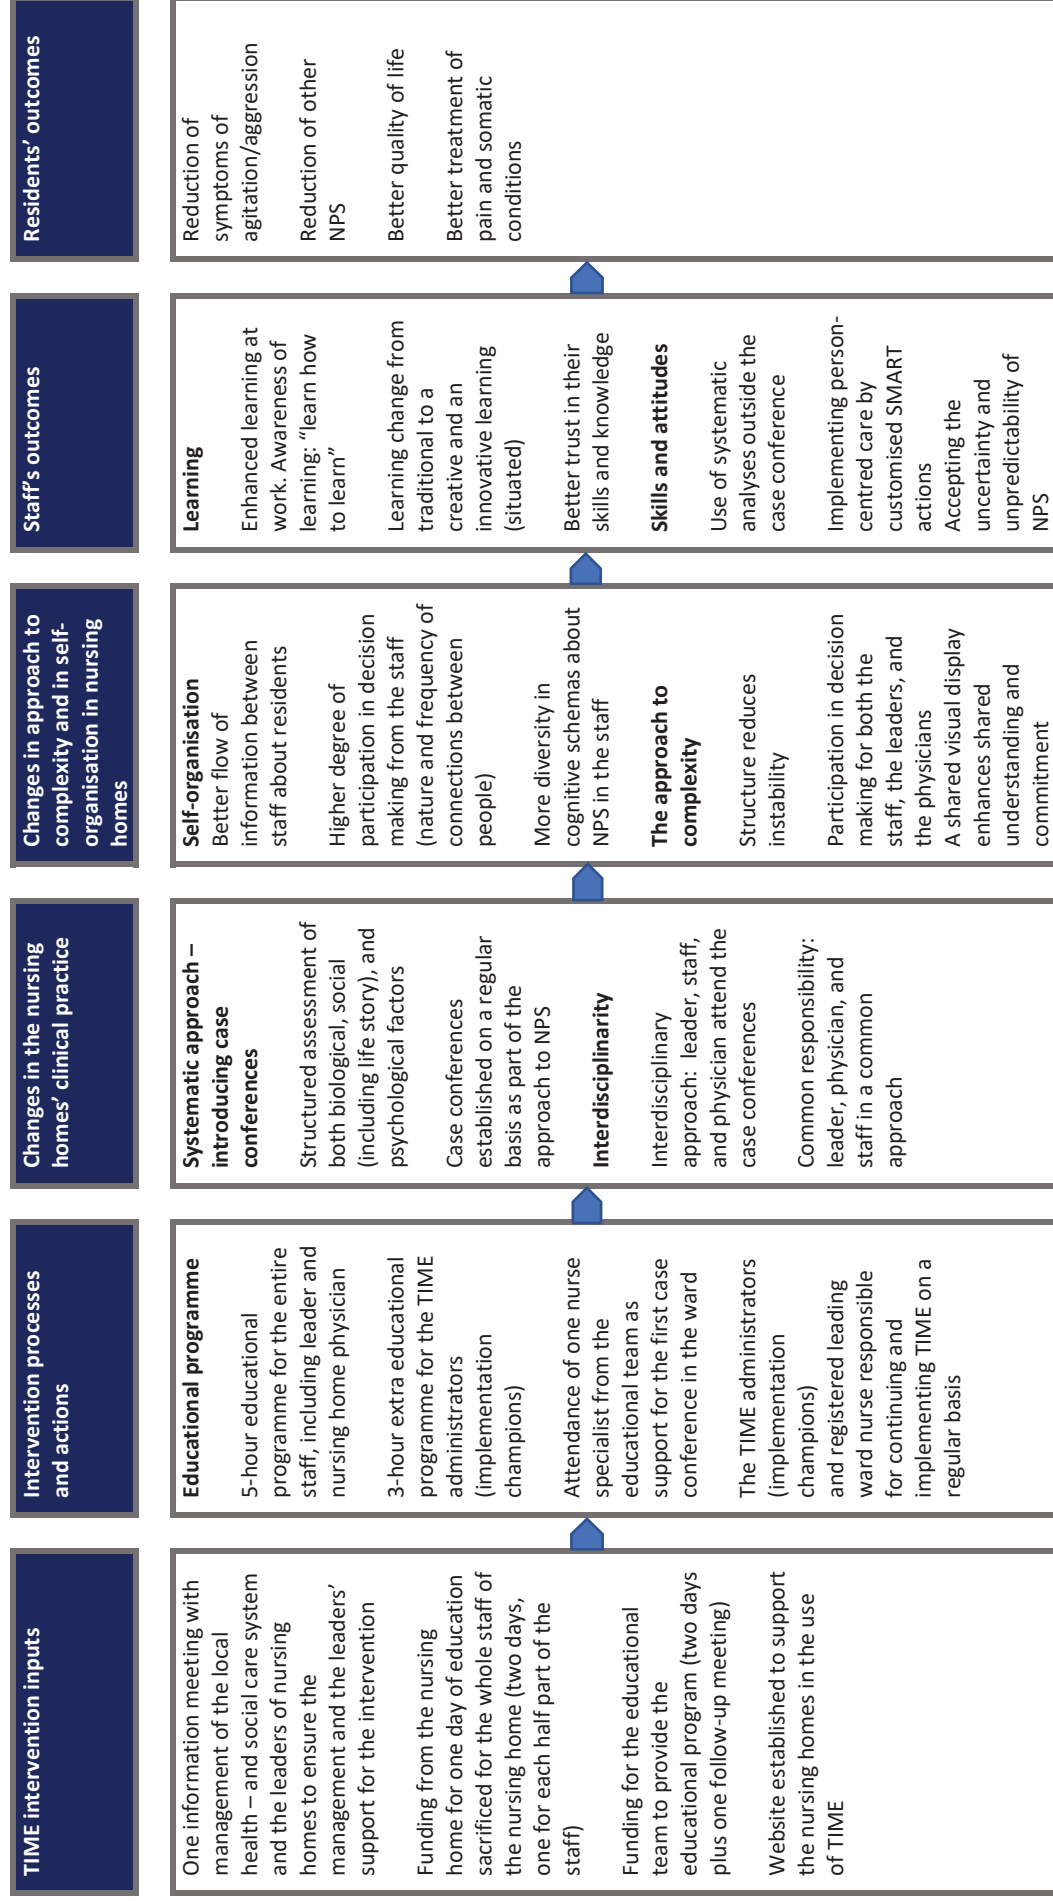 TIME intervention inputs
One information meeting with
management of the local
health – and social care system
and the leaders of nursing
homes to ensure the
management and the leaders’
support for the intervention
Funding from the nursing
home for one day of education
sacrificed for the whole staff of
the nursing home (two days,
one for each half part of the
staff)
Funding for the educational
team to provide the
educational program (two days
plus one follow-up meeting)
Website established to support
the nursing homes in the use
of TIME
Intervention processes
and actions
Educational programme
5-hour educational
programme for the entire
staff, including leader and
nursing home physician
3-hour extra educational
programme for the TIME
administrators
(implementation
champions)
Attendance of one nurse
specialist from the
educational team as
support for the first case
conference in the ward
The TIME administrators
(implementation
champions)
and registered leading
ward nurse responsible
for continuing and
implementing TIME on a
regular basis
Changes in the nursing
homes’ clinical practice
Systematic approach –
introducing case
conferences
Structured assessment of
both biological, social
(including life story), and
psychological factors
Case conferences
established on a regular
basis as part of the
approach to NPS
Interdisciplinarity
Interdisciplinary
approach: leader, staff,
and physician attend the
case conferences
Common responsibility:
leader, physician, and
staff in a common
approach
Changes in approach to
complexity and in self-
organisation in nursing
homes
Self-organisation
Better flow of
information between
staff about residents
Higher degree of
participation in decision
making from the staff
(nature and frequency of
connections between
people)
More diversity in
cognitive schemas about
NPS in the staff
The approach to
complexity
Structure reduces
instability
Participation in decision
making for both the
staff, the leaders, and
the physicians
A shared visual display
enhances shared
understanding and
commitment
Staff’s outcomes
Learning
Enhanced learning at
work. Awareness of
learning: “learn how
to learn”
Learning change from
traditional to a
creative and an
innovative learning
(situated)
Better trust in their
skills and knowledge
Skills and attitudes
Use of systematic
analyses outside the
case conference
Implementing person-
centred care by
customised SMART
actions
Accepting the
uncertainty and
unpredictability of
NPS
Residents’ outcomes
Reduction of
symptoms of
agitation/aggression
Reduction of other
NPS
Better quality of life
Better treatment of
pain and somatic
conditions